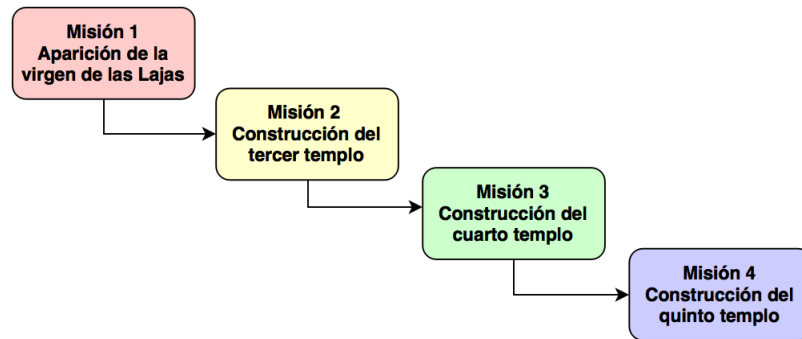 Misión 1
Aparición de la
virgen de las Lajas
Misión 2
Construcción del
tercer templo
Misión 3
Construcción del
cuarto templo
Misión 4
Construcción del
quinto templo